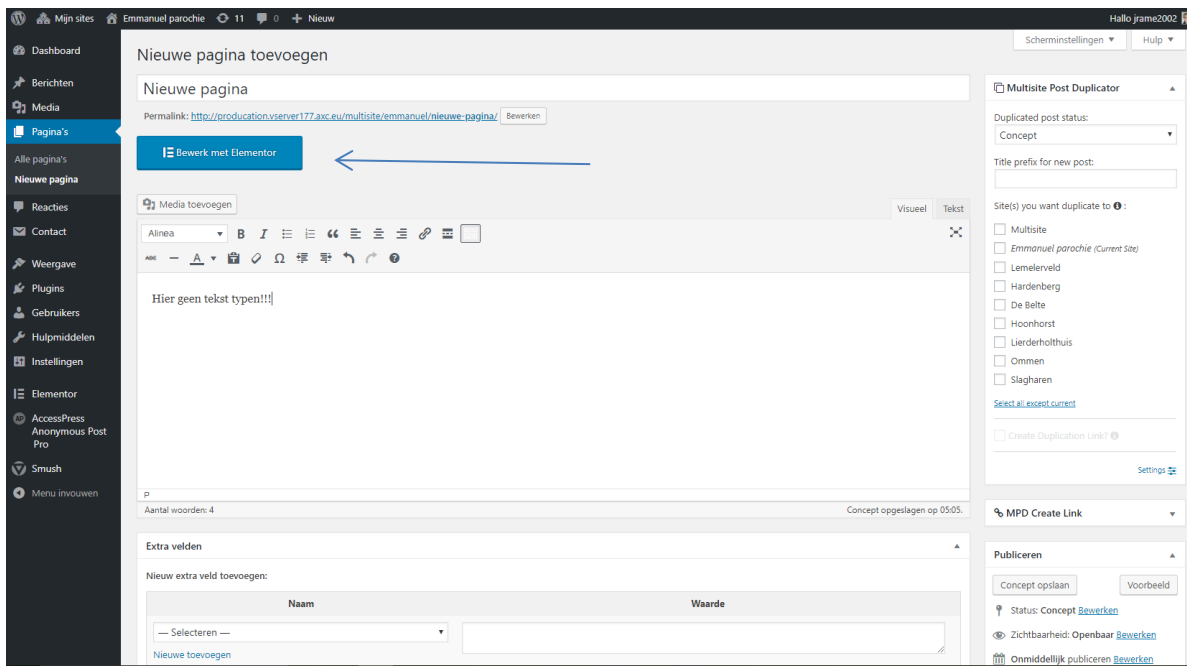 Mijn sites Emmanuel parochie 11 0 + Nieuw Hallo jrame2002
Scherminstellingen ▼ Hulp ▼
Dashboard
Berichten
Media
Pagina's
Alle pagina's
Nieuwe pagina
Reacties
Contact
Weergave
Plugins
Gebruikers
Hulpmiddelen
Instellingen
Elementor
AccessPress
Anonymous Post
Pro
Smush
Menu invouwen
Nieuwe pagina toevoegen
Nieuwe pagina
Permalink: http://producation.vserver177.axc.eu/multisite/emmanuel/nieuwe-pagina/ Bewerken
Bewerk met Elementor
Media toevoegen
Visueel Tekst
Alinea
Hier geen tekst typen!!!
P
Aantal woorden: 4 Concept opgeslagen op 05:05.
Extra velden
Nieuw extra veld toevoegen:
Naam Waarde
— Selecteren —
Nieuwe toevoegen
Multisite Post Duplicator
Duplicated post status:
Concept
Title prefix for new post:
Site(s) you want duplicate to :
Multisite
Emmanuel parochie (Current Site)
Lemelerveld
Hardenberg
De Belte
Hoonhorst
Lierderholthuis
Ommen
Slagharen
Select all except current
Create Duplication Link?
Settings
MPD Create Link
Publiceren
Concept opslaan Voorbeeld
Status: Concept Bewerken
Zichtbaarheid: Openbaar Bewerken
Onmiddellijk publiceren Bewerken